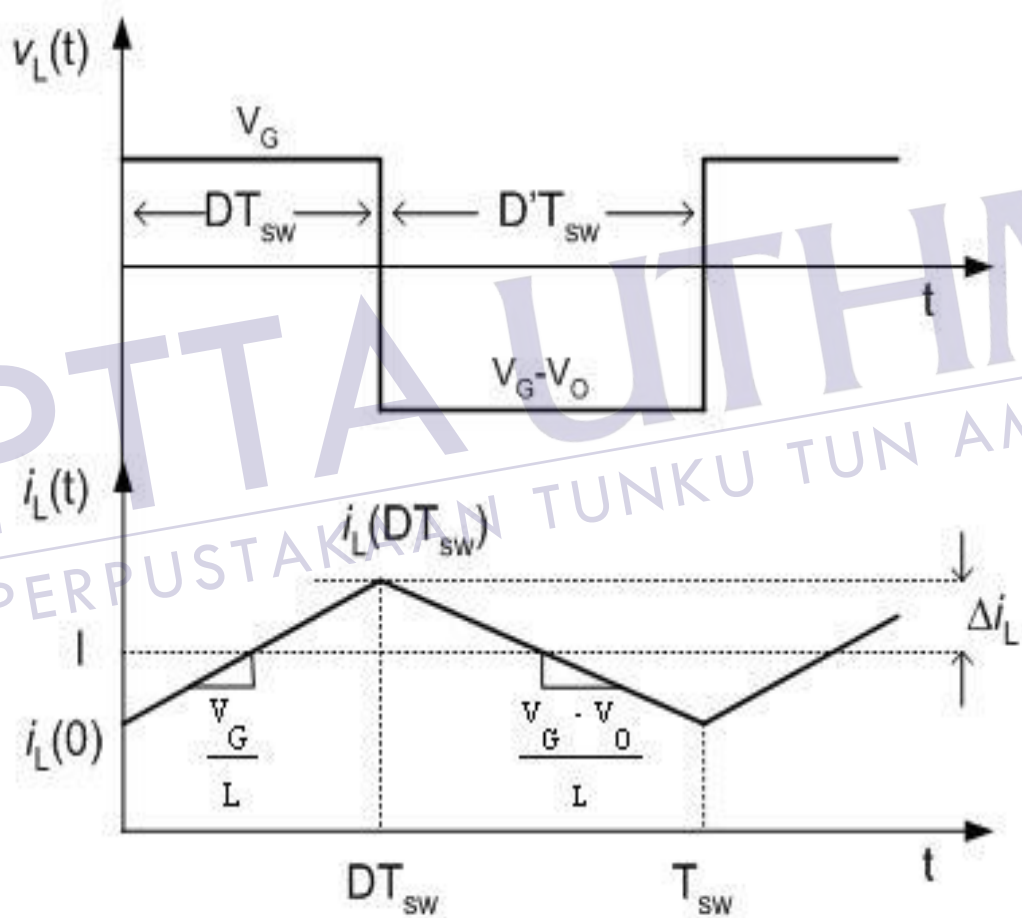 v_L(t)
V_G
DT_sw
D'T_sw
t
V_G-V_O
PTTA UTHM
PERPUSTAKAAN TUNKU TUN AM
i_L(t)
i_L(DT_sw)
Δi_L
I
i_L(0)
V_G
L
V_G - V_O
L
t
DT_sw
T_sw